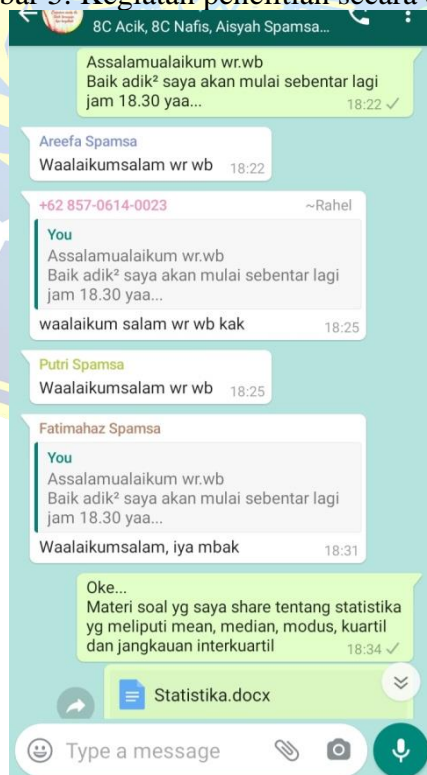 bar 3. Kegiatan penelitian secara
8C Acik, 8C Nafis, Aisyah Spamsa...
Assalamualaikum wr.wb
Baik adik² saya akan mulai sebentar lagi
jam 18.30 yaa...
18:22
Areefa Spamsa
Waalaikumsalam wr wb 18:22
+62 857-0614-0023 ~Rahel
You
Assalamualaikum wr.wb
Baik adik² saya akan mulai sebentar lagi
jam 18.30 yaa...
waalaikum salam wr wb kak 18:25
Putri Spamsa
Waalaikumsalam wr wb 18:25
Fatimahaz Spamsa
You
Assalamualaikum wr.wb
Baik adik² saya akan mulai sebentar lagi
jam 18.30 yaa...
Waalaikumsalam, iya mbak 18:31
Oke...
Materi soal yg saya share tentang statistika
yg meliputi mean, median, modus, kuartil
dan jangkauan interkuartil 18:34
Statistika.docx
Type a message